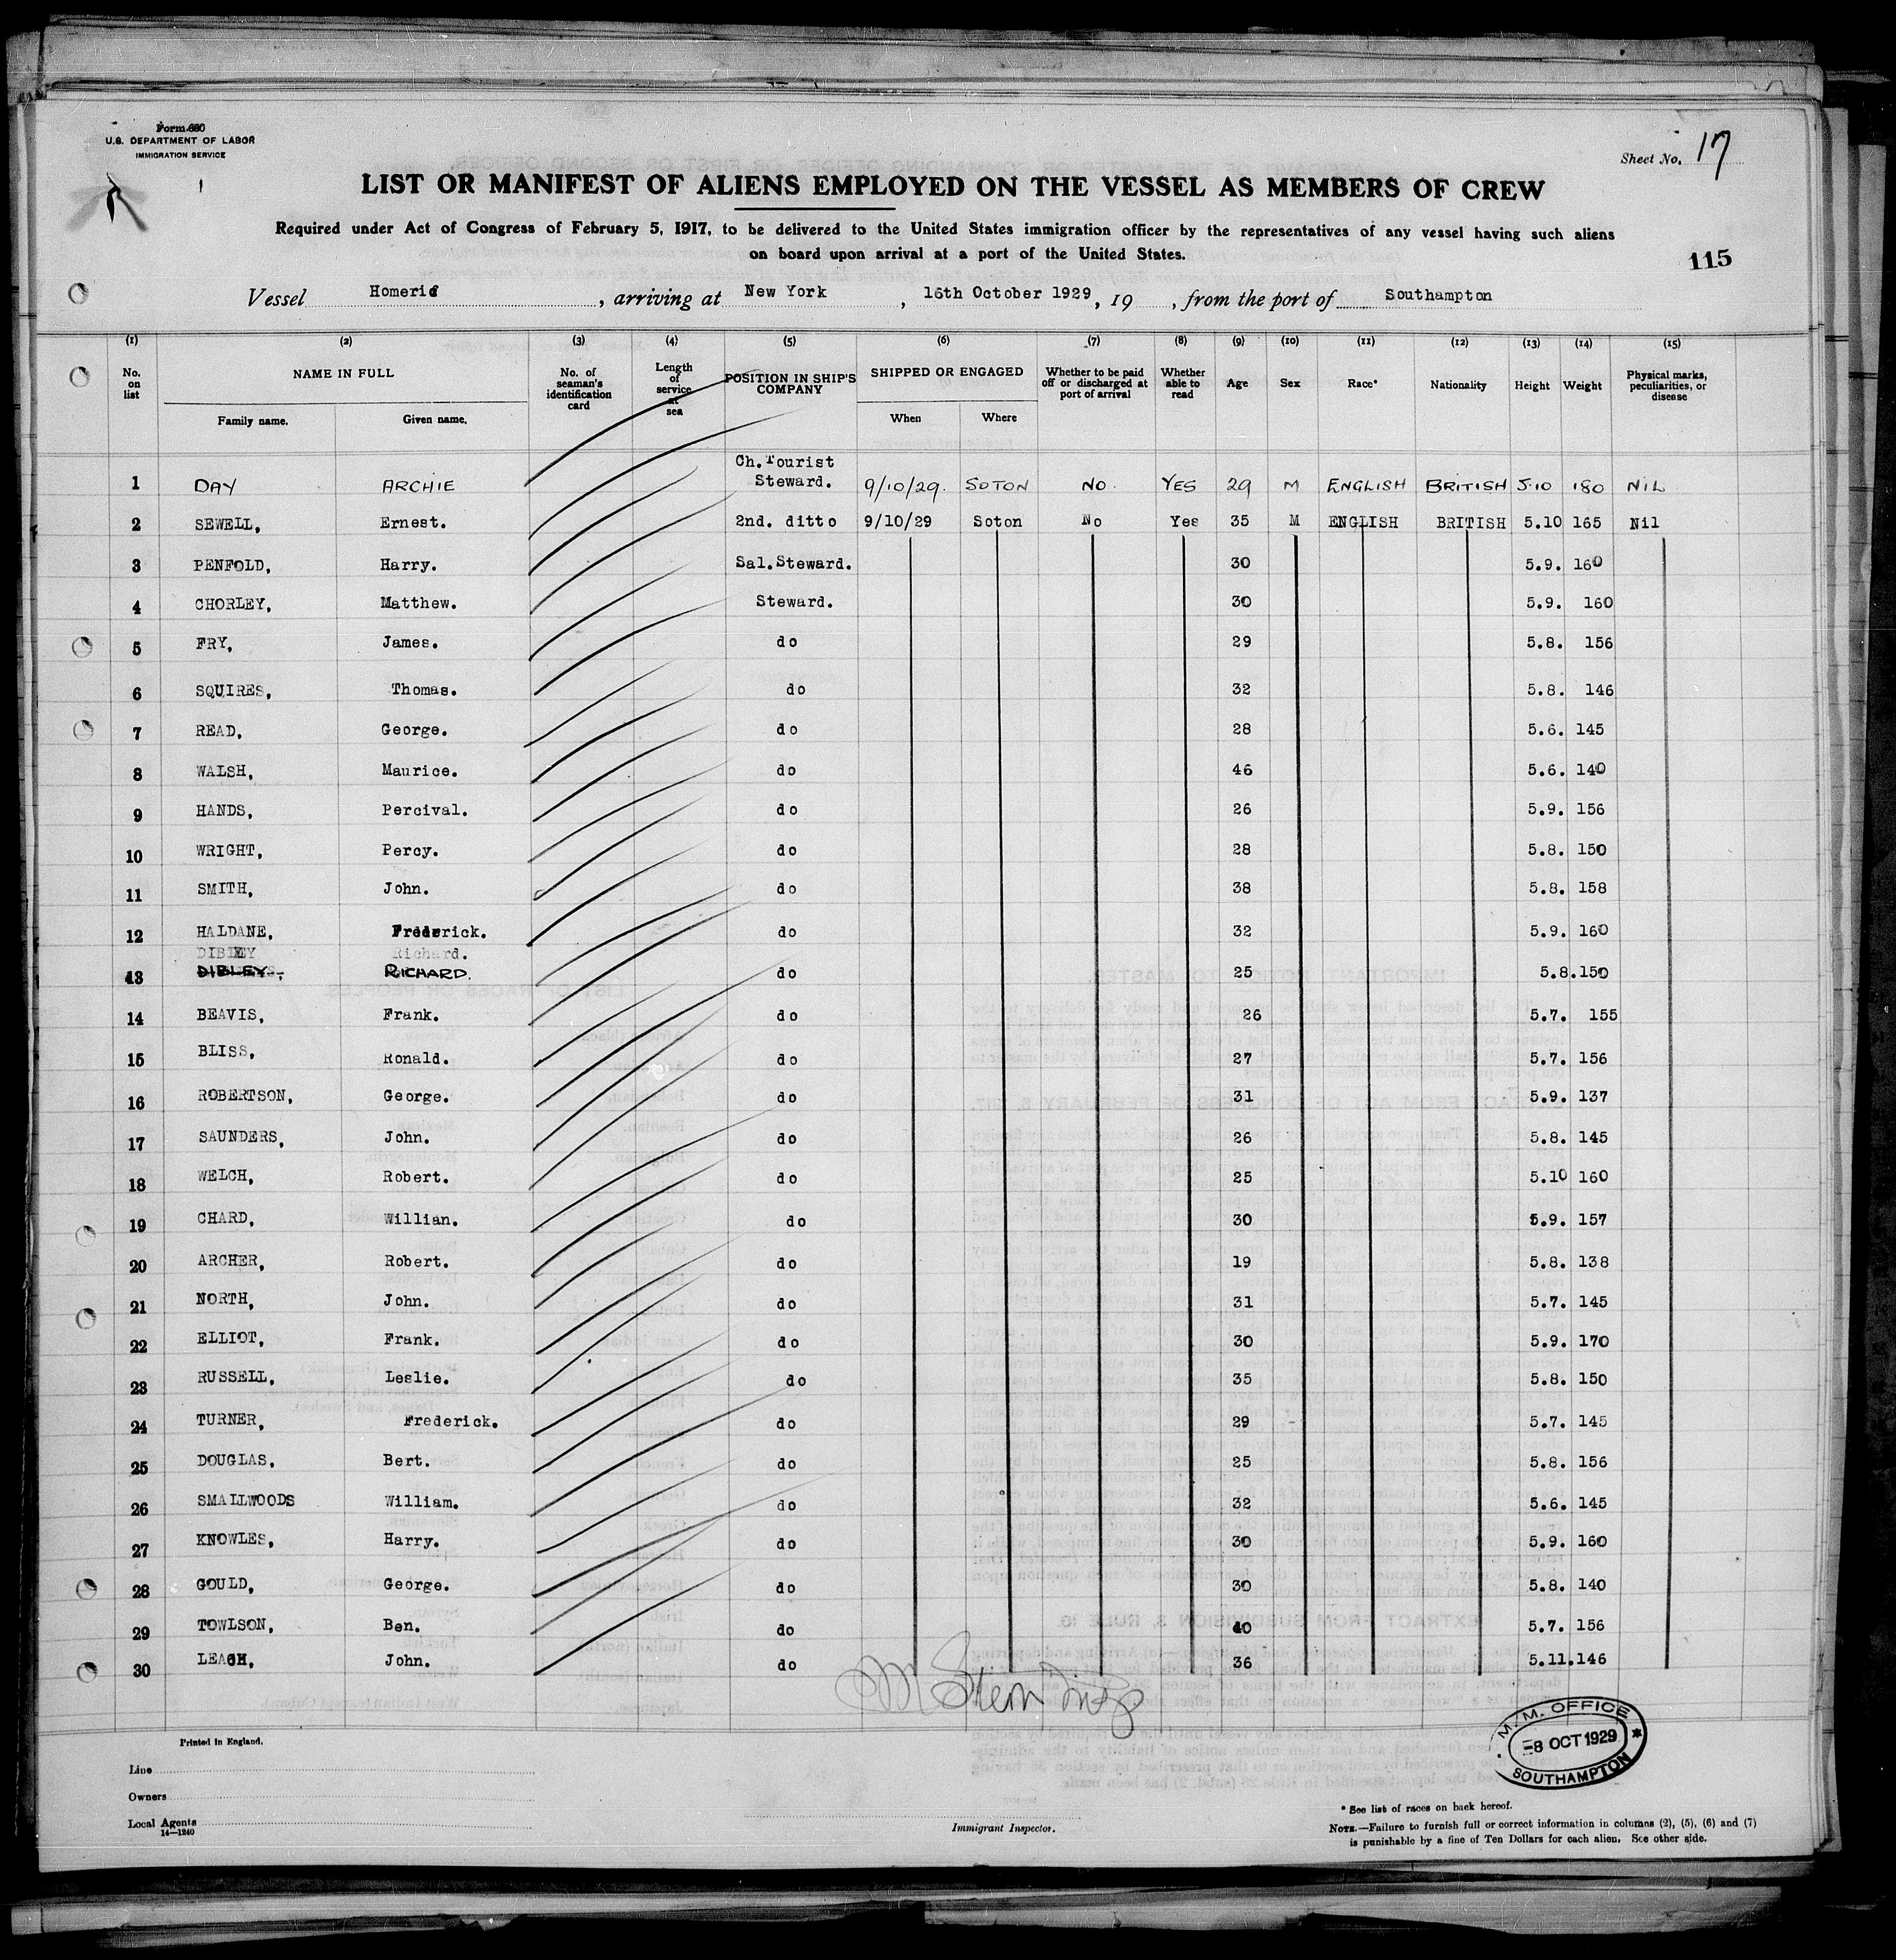 Form 680
U.S. DEPARTMENT OF LABOR
IMMIGRATION SERVICE
Sheet No. 17
LIST OR MANIFEST OF ALIENS EMPLOYED ON THE VESSEL AS MEMBERS OF CREW
Required under Act of Congress of February 5, 1917, to be delivered to the United States immigration officer by the representatives of any vessel having such aliens
on board upon arrival at a port of the United States.
115
Vessel Homeric, arriving at New York, 16th October 1929, 19 , from the port of Southampton
(1) (2) (3) (4) (5) (6) (7) (8) (9) (10) (11) (12) (13) (14) (15)
No. on list NAME IN FULL Family name. Given name. No. of seaman's identification card Length of service at sea POSITION IN SHIP'S COMPANY SHIPPED OR ENGAGED When Where Whether to be paid off or discharged at port of arrival Whether able to read Age Sex Race* Nationality Height Weight Physical marks, peculiarities, or disease
1 DAY ARCHIE Ch. Tourist Steward. 9/10/29. SOTON NO. YES 29 M ENGLISH BRITISH 5.10 180 NIL
2 SEWELL, Ernest. 2nd. ditto 9/10/29 Soton No Yes 35 M ENGLISH BRITISH 5.10 165 Nil
3 PENFOLD, Harry. Sal.Steward. 30 5.9. 160
4 CHORLEY, Matthew. Steward. 30 5.9. 160
5 FRY, James. do 29 5.8. 156
6 SQUIRES, Thomas. do 32 5.8. 146
7 READ, George. do 28 5.6. 145
8 WALSH, Maurice. do 46 5.6. 140
9 HANDS, Percival. do 26 5.9. 156
10 WRIGHT, Percy. do 28 5.8. 150
11 SMITH, John. do 38 5.8. 158
12 HALDANE, Frederick. do 32 5.9. 160
DIBLEY Richard.
13 DIBLEY RICHARD. do 25 5.8. 150
14 BEAVIS, Frank. do 26 5.7. 155
15 BLISS, Ronald. do 27 5.7. 156
16 ROBERTSON, George. do 31 5.9. 137
17 SAUNDERS, John. do 26 5.8. 145
18 WELCH, Robert. do 25 5.10 160
19 CHARD, Willian. do 30 5.9. 157
20 ARCHER, Robert. do 19 5.8. 138
21 NORTH, John. do 31 5.7. 145
22 ELLIOT, Frank. do 30 5.9. 170
23 RUSSELL, Leslie. do 35 5.8. 150
24 TURNER, Frederick. do 29 5.7. 145
25 DOUGLAS, Bert. do 25 5.8. 156
26 SMALLWOODS William. do 32 5.6. 145
27 KNOWLES, Harry. do 30 5.9. 160
28 GOULD, George. do 30 5.8. 140
29 TOWLSON, Ben. do 40 5.7. 156
30 LEACH, John. do 36 5.11. 146
M.M. OFFICE
-8 OCT 1929
SOUTHAMPTON
Printed in England.
Line
Owners
Local Agents
14—1240
Immigrant Inspector.
* See list of races on back hereof.
NOTE.—Failure to furnish full or correct information in columns (2), (5), (6) and (7)
is punishable by a fine of Ten Dollars for each alien. See other side.